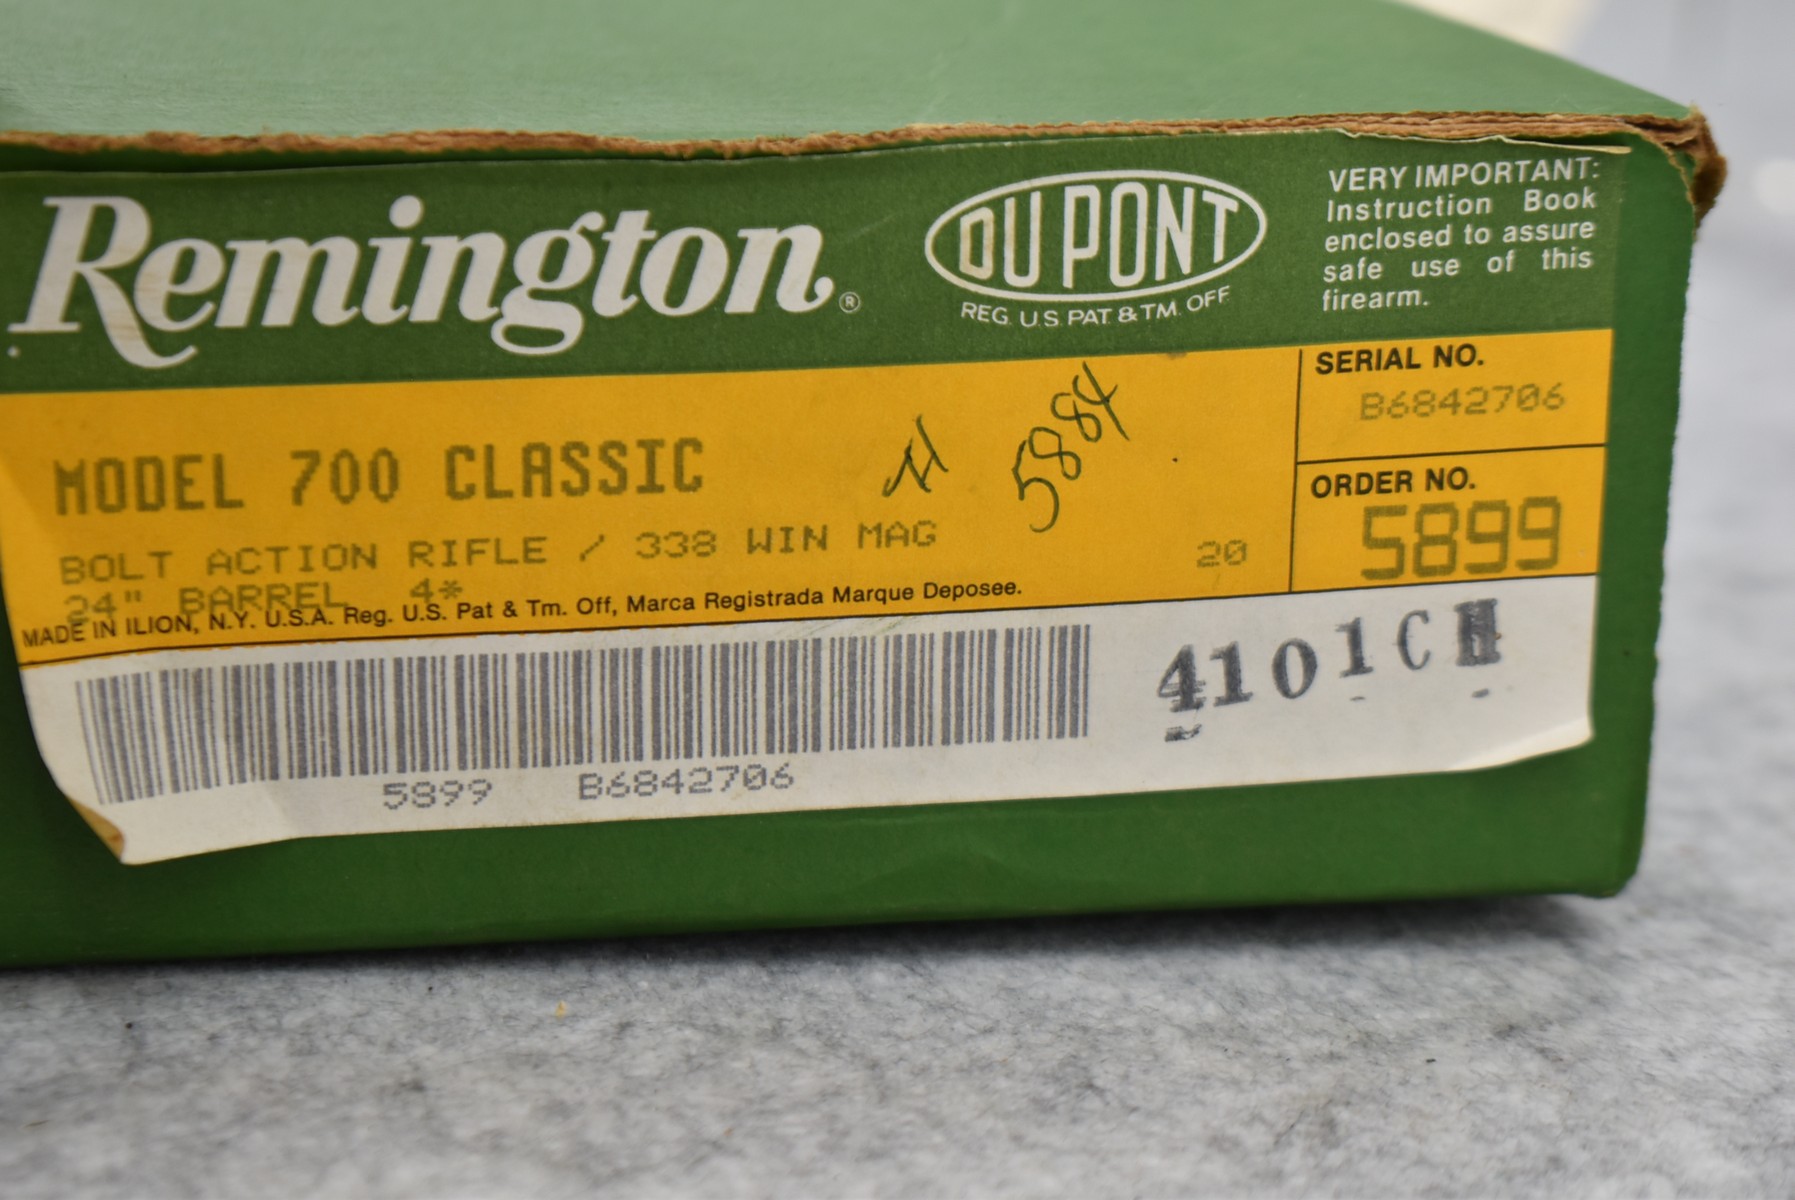 Remington®
DU PONT
REG. U.S. PAT. & TM. OFF.
VERY IMPORTANT:
Instruction Book
enclosed to assure
safe use of this
firearm.
MODEL 700 CLASSIC
5884
BOLT ACTION RIFLE / 338 WIN MAG
24" BARREL 4*
20
MADE IN ILION, N.Y. U.S.A. Reg. U.S. Pat & Tm. Off, Marca Registrada Marque Deposee.
SERIAL NO.
B6842706
ORDER NO.
5899
4101CH
5899 B6842706